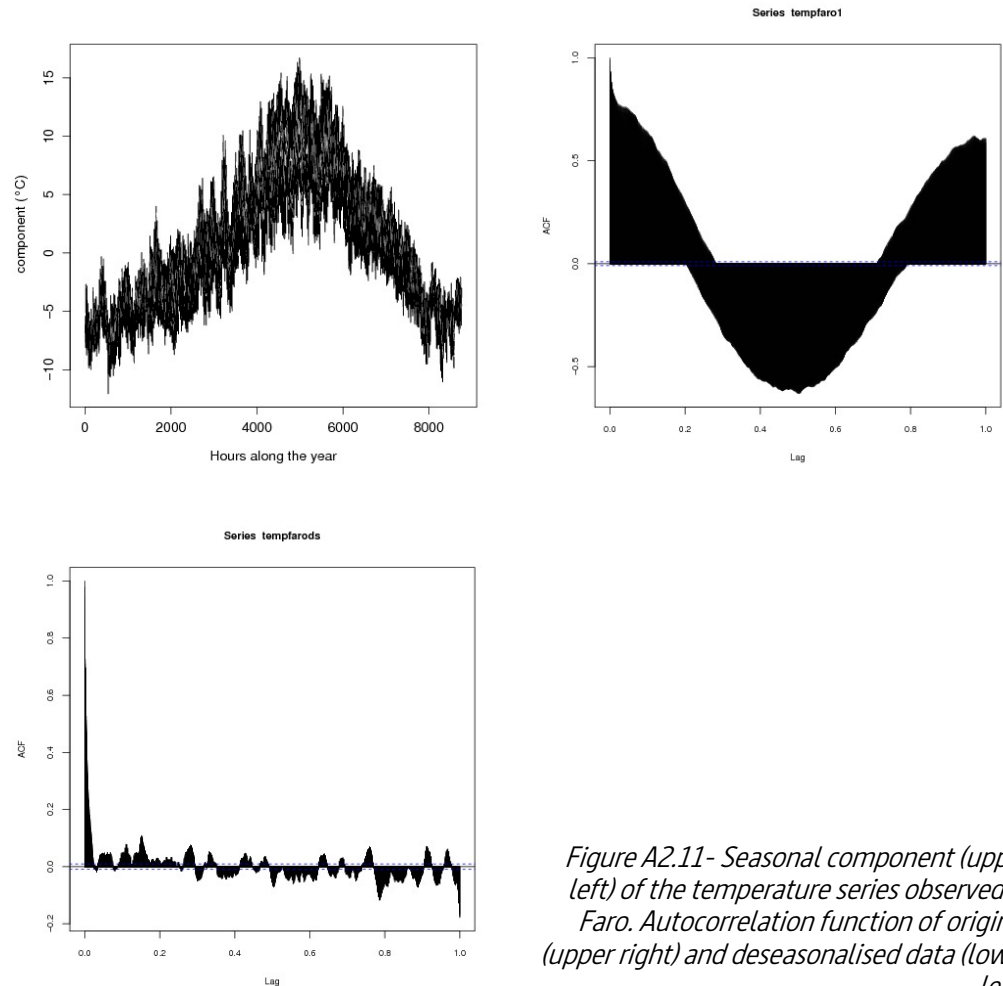 Series tempfaro1
component (°C)
15
10
5
0
-5
-10
0 2000 4000 6000 8000
Hours along the year
ACF
1.0
0.5
0.0
-0.5
0.0 0.2 0.4 0.6 0.8 1.0
Lag
Series tempfarods
ACF
1.0
0.8
0.6
0.4
0.2
0.0
-0.2
0.0 0.2 0.4 0.6 0.8 1.0
Lag
Figure A2.11- Seasonal component
left) of the temperature series observed
Faro. Autocorrelation function of
(upper right) and deseasonalised data